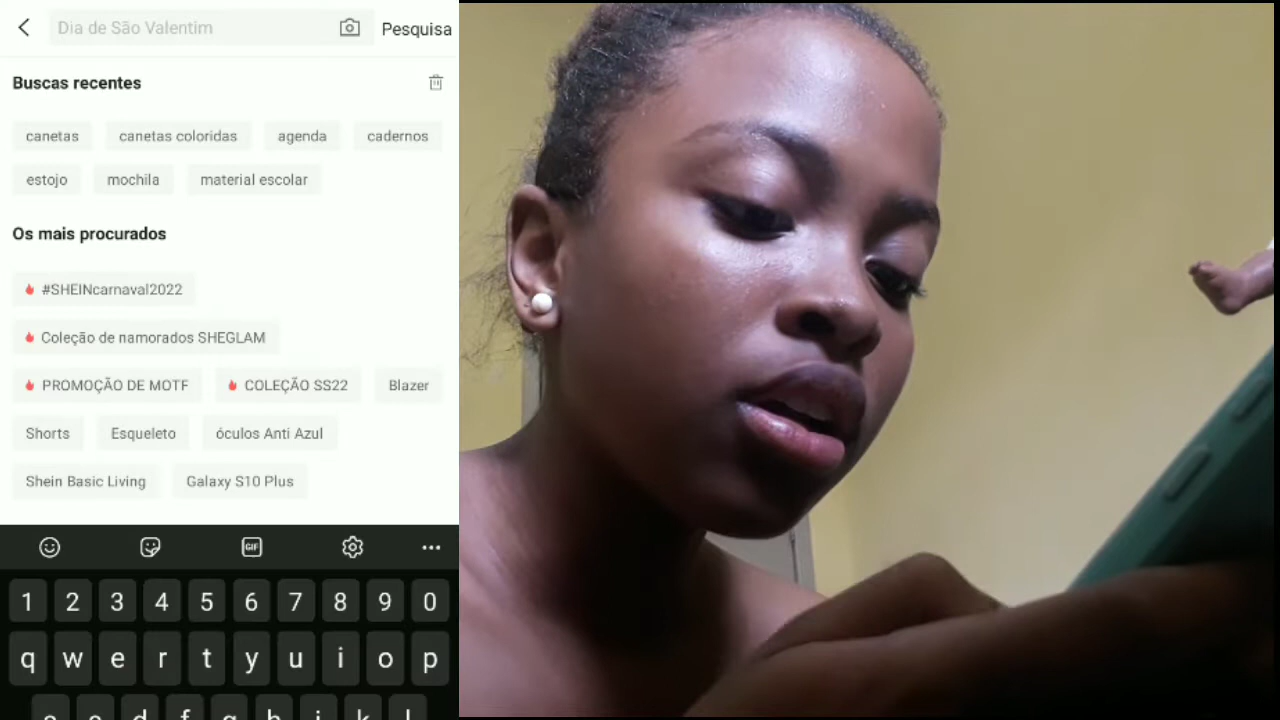 Dia de São Valentim
Pesquisa
Buscas recentes
canetas canetas coloridas agenda cadernos
estojo mochila material escolar
Os mais procurados
#SHEINcarnaval2022
Coleção de namorados SHEGLAM
PROMOÇÃO DE MOTF COLEÇÃO SS22 Blazer
Shorts Esqueleto óculos Anti Azul
Shein Basic Living Galaxy S10 Plus
GIF
1 2 3 4 5 6 7 8 9 0
q w e r t y u i o p
a s d f g h j k l